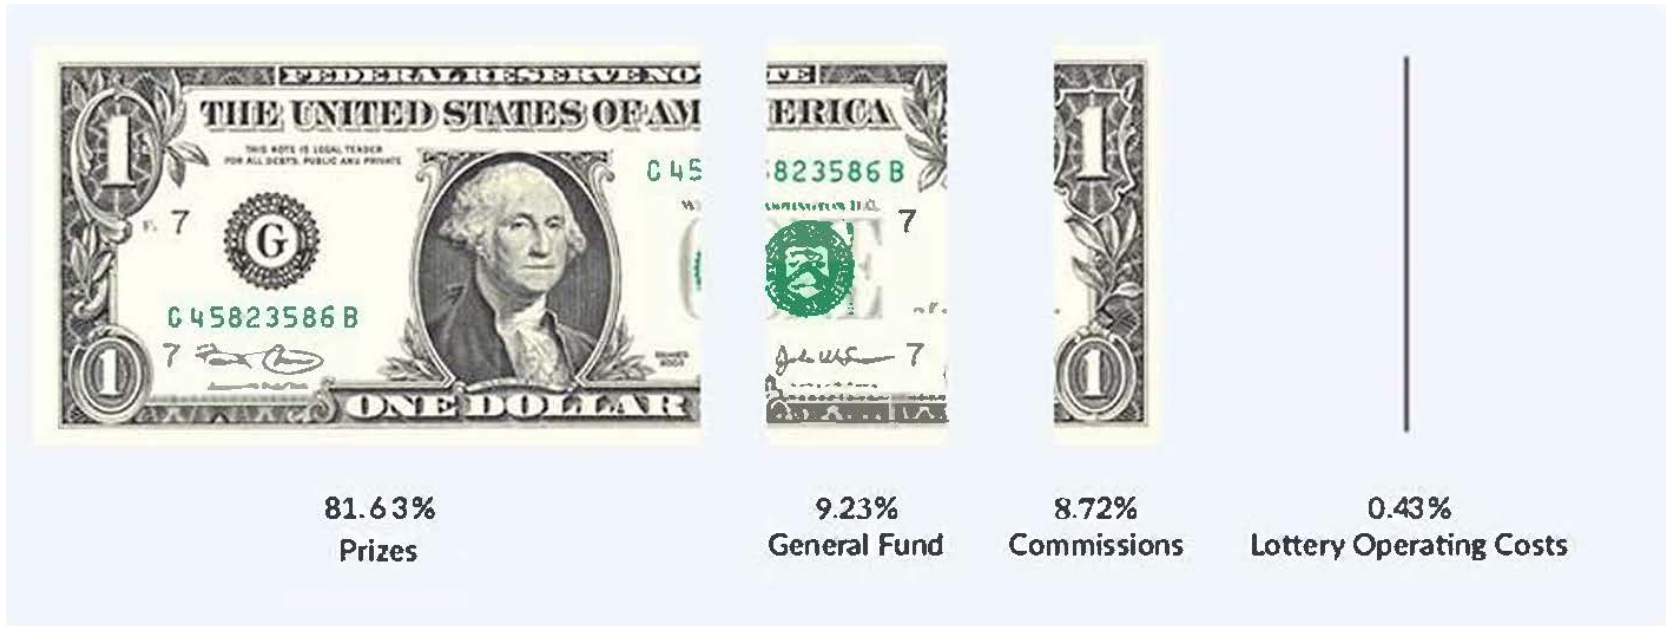 FEDERAL RESERVE NO TE
THE UNITED STATES OF AM ERICA
THIS NOTE IS LEGAL TENDER
FOR ALL DEBTS, PUBLIC AND PRIVATE
C 45 823586 B
7
7
G
C 45823586 B
7
7
ONE DOLLAR
1
1
1
1
81.63%
Prizes
9.23%
General Fund
8.72%
Commissions
0.43%
Lottery Operating Costs